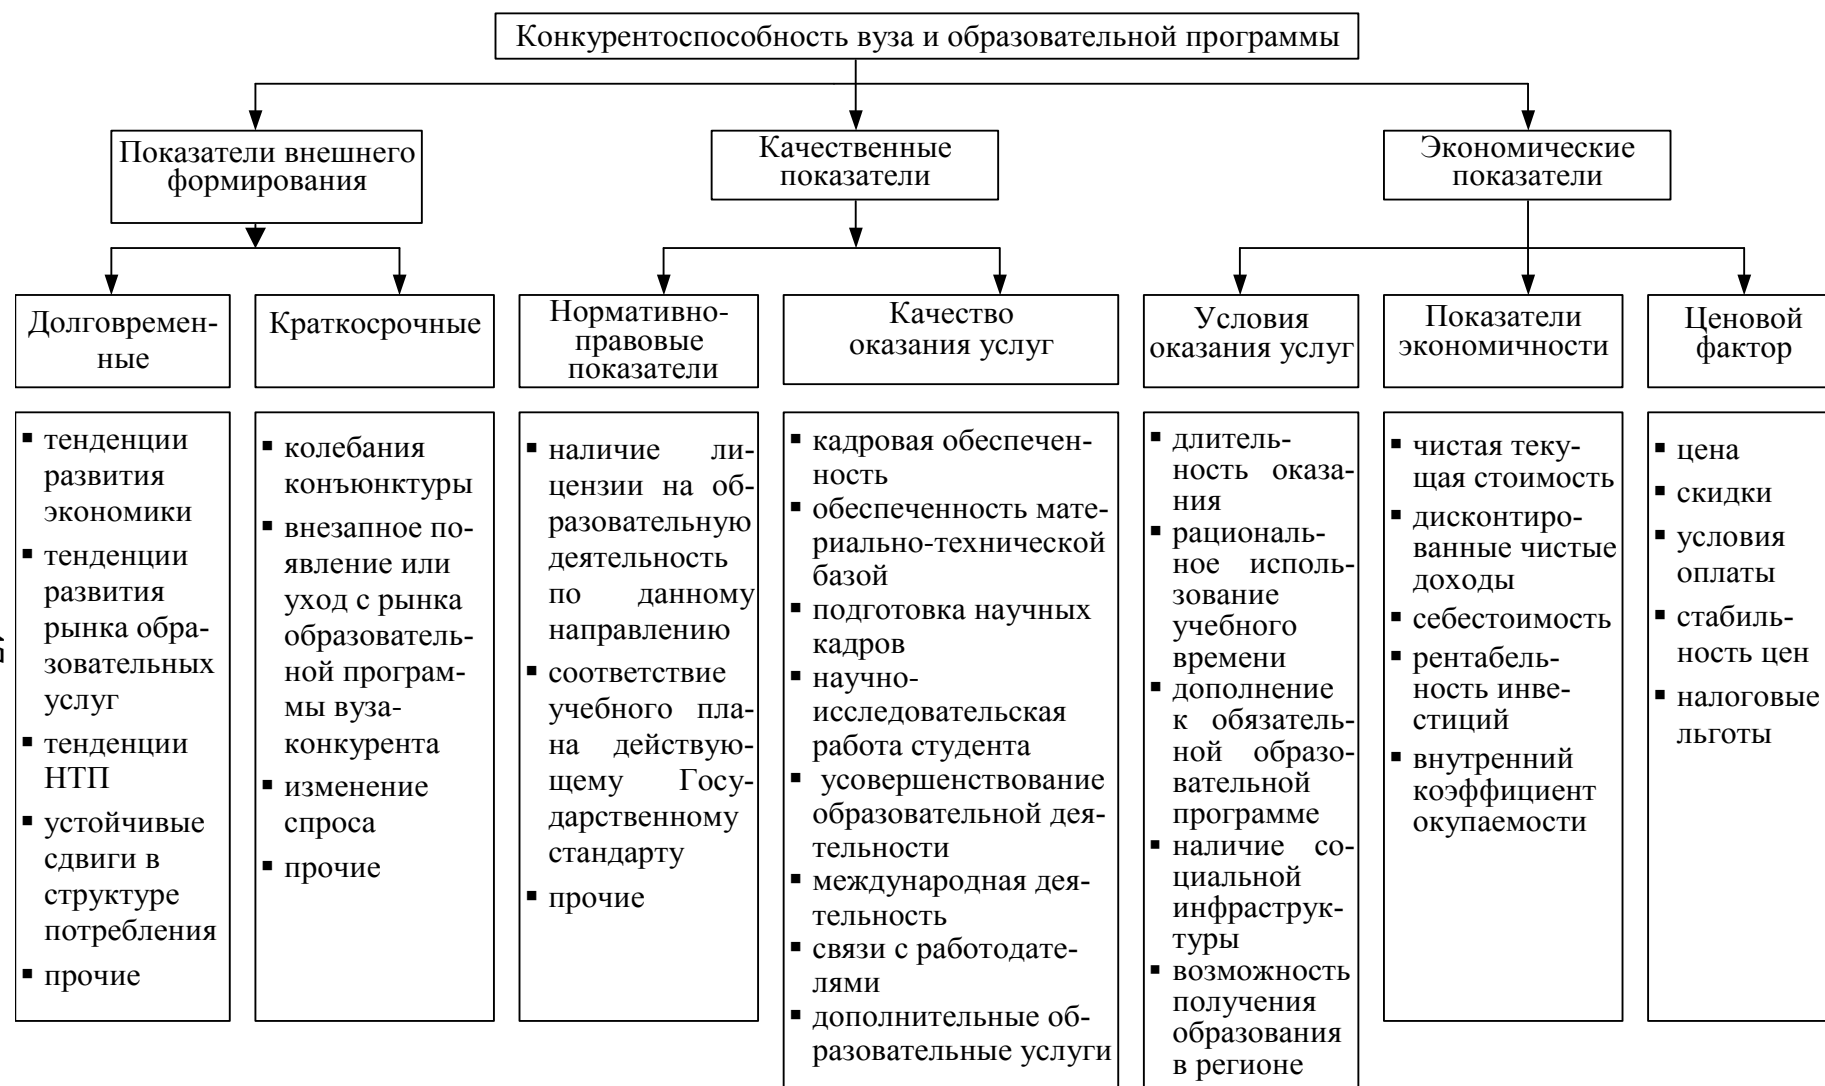 Конкурентоспособность вуза и образовательной программы
Показатели внешнего
формирования
Качественные
показатели
Экономические
показатели
Долговремен-
ные
Краткосрочные
Нормативно-
правовые
показатели
Качество
оказания услуг
Условия
оказания услуг
Показатели
экономичности
Ценовой
фактор
▪ тенденции
развития
экономики
▪ тенденции
развития
рынка обра-
зовательных
услуг
▪ тенденции
НТП
▪ устойчивые
сдвиги в
структуре
потребления
▪ прочие
▪ колебания
конъюнктуры
▪ внезапное по-
явление или
уход с рынка
образователь-
ной програм-
мы вуза-
конкурента
▪ изменение
спроса
▪ прочие
▪ наличие ли-
цензии на об-
разовательную
деятельность
по данному
направлению
▪ соответствие
учебного пла-
на действую-
щему Госу-
дарственному
стандарту
▪ прочие
▪ кадровая обеспечен-
ность
▪ обеспеченность мате-
риально-технической
базой
▪ подготовка научных
кадров
▪ научно-
исследовательская
работа студента
▪ усовершенствование
образовательной дея-
тельности
▪ международная дея-
тельность
▪ связи с работодате-
лями
▪ дополнительные об-
разовательные услуги
▪ длитель-
ность оказа-
ния
▪ рациональ-
ное исполь-
зование
учебного
времени
▪ дополнение
к обязатель-
ной образо-
вательной
программе
▪ наличие со-
циальной
инфраструк-
туры
▪ возможность
получения
образования
в регионе
▪ чистая теку-
щая стоимость
▪ дисконтиро-
ванные чистые
доходы
▪ себестоимость
▪ рентабель-
ность инве-
стиций
▪ внутренний
коэффициент
окупаемости
▪ цена
▪ скидки
▪ условия
оплаты
▪ стабиль-
ность цен
▪ налоговые
льготы